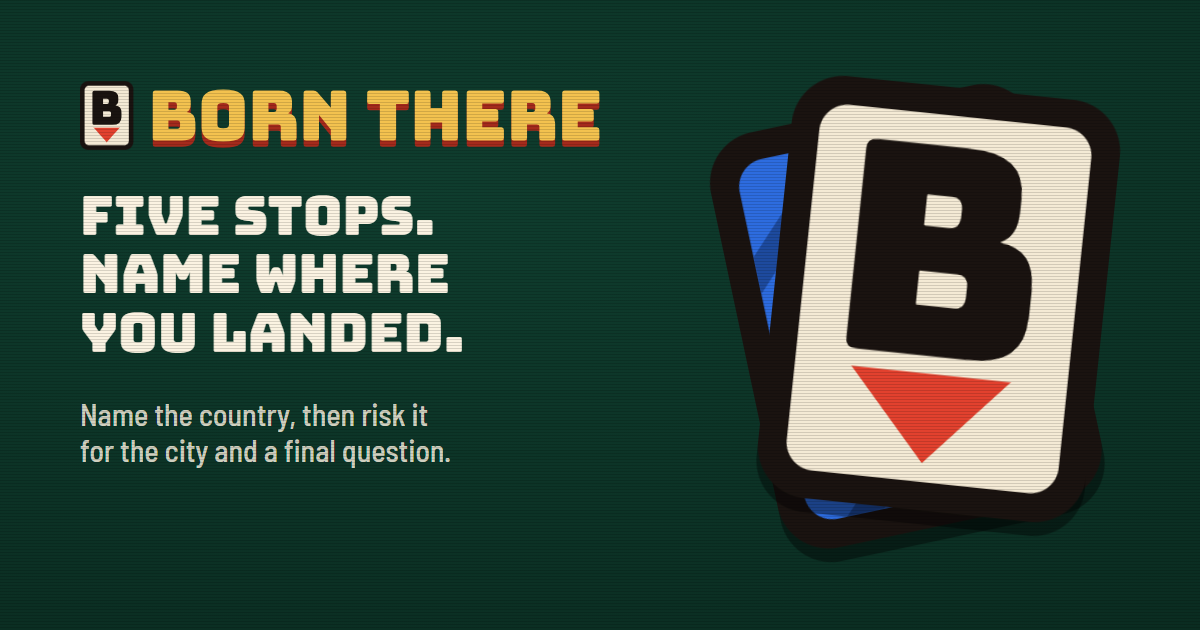 B BORN THERE
FIVE STOPS.
NAME WHERE
YOU LANDED.
Name the country, then risk it
for the city and a final question.
B